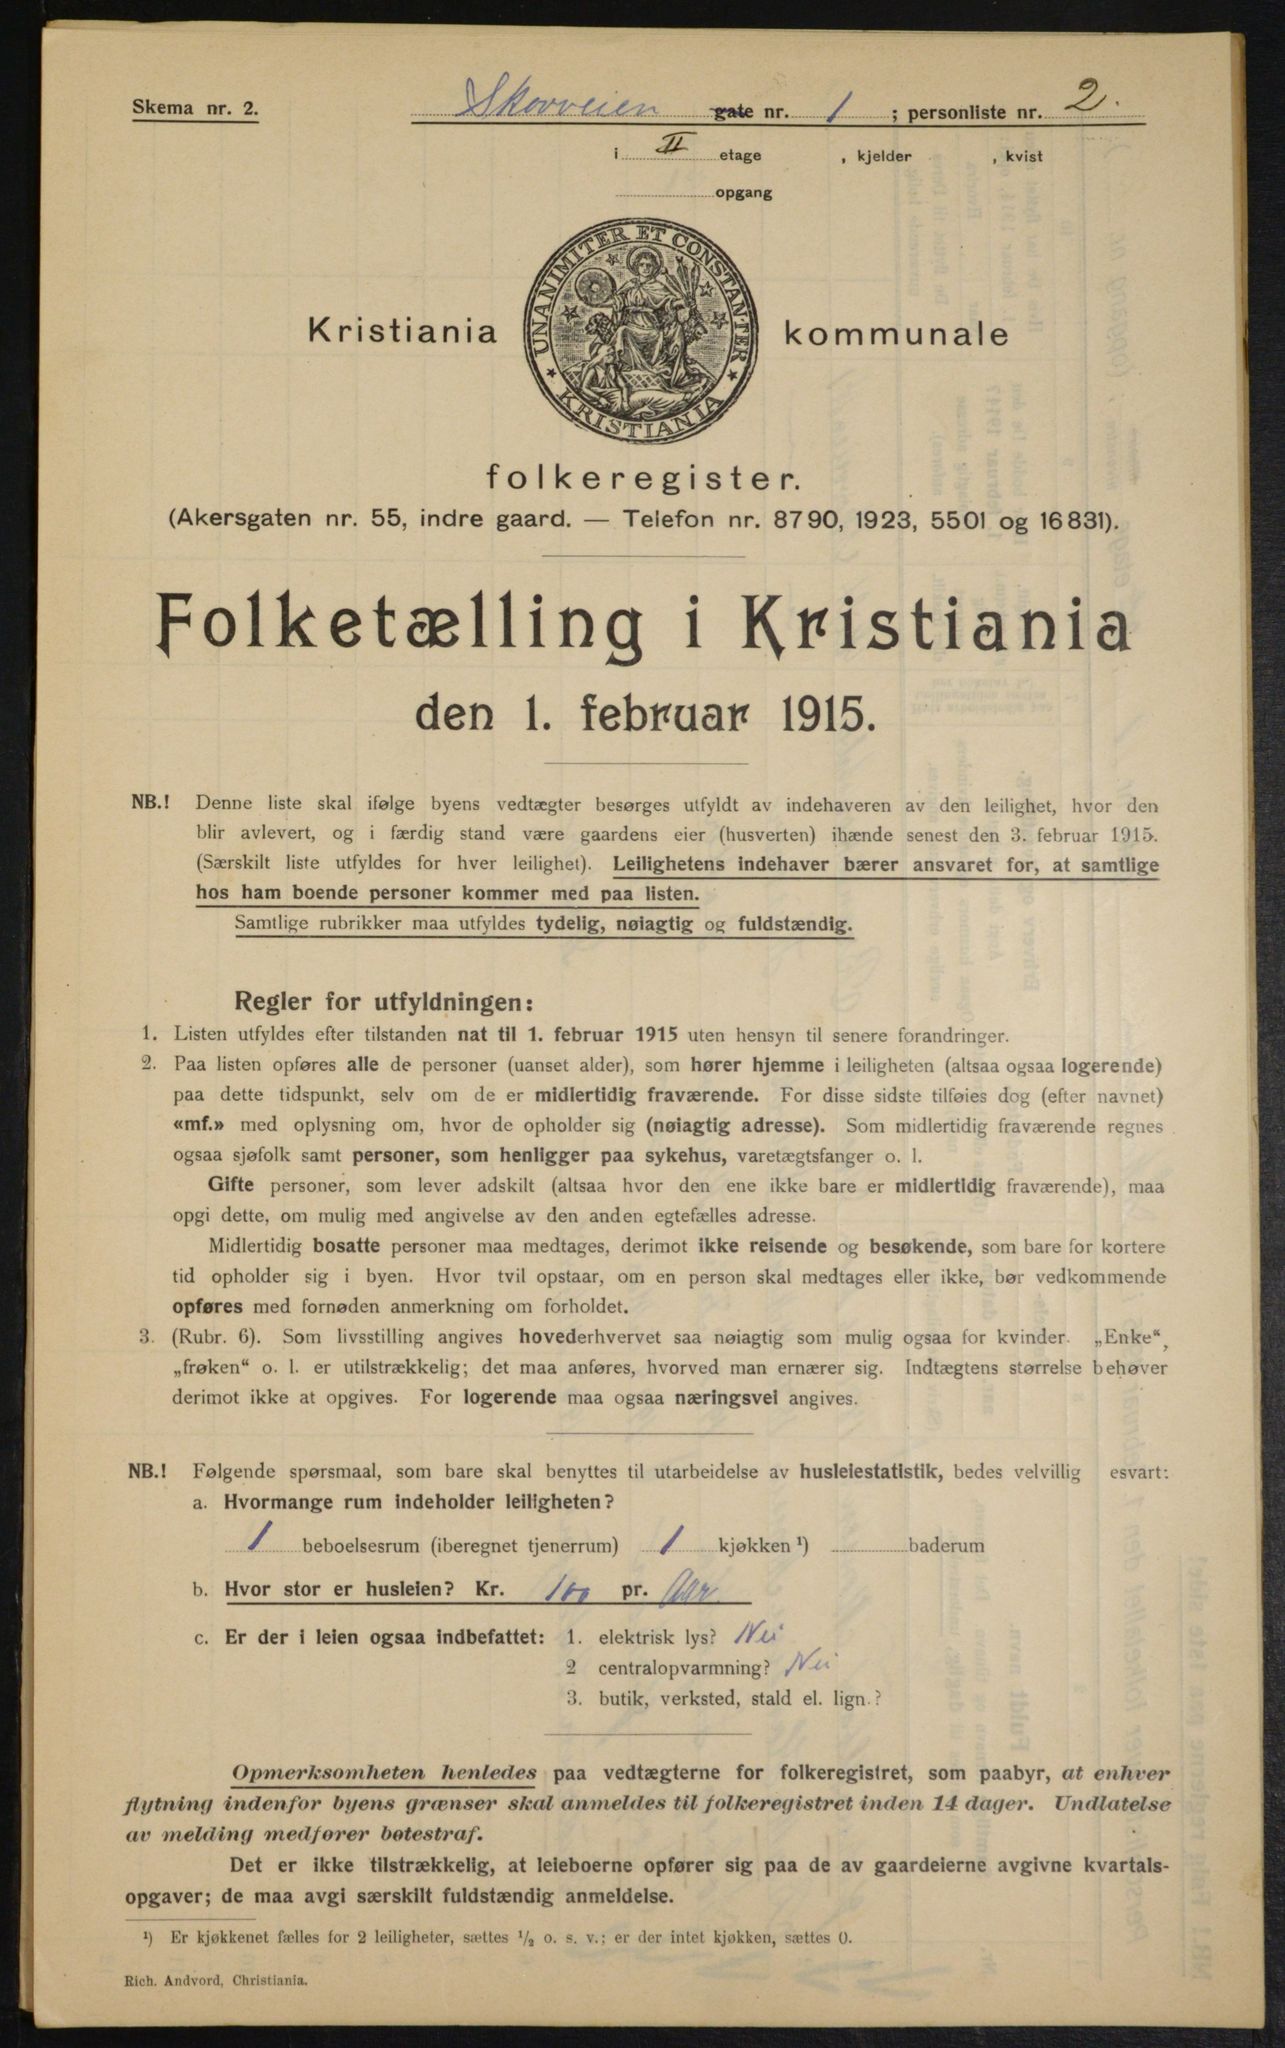 Skema nr. 2.
Skovveien gate nr. 1 ; personliste nr. 2.
i II etage , kjelder , kvist
opgang
UNANIMITER ET CONSTANTER
KRISTIANIA
Kristiania kommunale
folkeregister.
(Akersgaten nr. 55, indre gaard. — Telefon nr. 8790, 1923, 5501 og 16831).
Folketælling i Kristiania
den 1. februar 1915.
NB.! Denne liste skal ifølge byens vedtægter besørges utfyldt av indehaveren av den leilighet, hvor den
blir avlevert, og i færdig stand være gaardens eier (husverten) ihænde senest den 3. februar 1915.
(Særskilt liste utfyldes for hver leilighet). Leilighetens indehaver bærer ansvaret for, at samtlige
hos ham boende personer kommer med paa listen.
Samtlige rubrikker maa utfyldes tydelig, nøiagtig og fuldstændig.
Regler for utfyldningen:
1. Listen utfyldes efter tilstanden nat til 1. februar 1915 uten hensyn til senere forandringer.
2. Paa listen opføres alle de personer (uanset alder), som hører hjemme i leiligheten (altsaa ogsaa logerende)
paa dette tidspunkt, selv om de er midlertidig fraværende. For disse sidste tilføies dog (efter navnet)
«mf.» med oplysning om, hvor de opholder sig (nøiagtig adresse). Som midlertidig fraværende regnes
ogsaa sjøfolk samt personer, som henligger paa sykehus, varetægtsfanger o. l.
Gifte personer, som lever adskilt (altsaa hvor den ene ikke bare er midlertidig fraværende), maa
opgi dette, om mulig med angivelse av den anden egtefælles adresse.
Midlertidig bosatte personer maa medtages, derimot ikke reisende og besøkende, som bare for kortere
tid opholder sig i byen. Hvor tvil opstaar, om en person skal medtages eller ikke, bør vedkommende
opføres med fornøden anmerkning om forholdet.
3. (Rubr. 6). Som livsstilling angives hovederhvervet saa nøiagtig som mulig ogsaa for kvinder. „Enke“,
„frøken“ o. l. er utilstrækkelig; det maa anføres, hvorved man ernærer sig. Indtægtens størrelse behøver
derimot ikke at opgives. For logerende maa ogsaa næringsvei angives.
NB.! Følgende spørsmaal, som bare skal benyttes til utarbeidelse av husleiestatistik, bedes velvillig esvart:
a. Hvormange rum indeholder leiligheten?
1 beboelsesrum (iberegnet tjenerrum) 1 kjøkken ¹) baderum
b. Hvor stor er husleien? Kr. 100 pr. Aar
c. Er der i leien ogsaa indbefattet: 1. elektrisk lys? Nei
2 centralopvarmning? Nei
3. butik, verksted, stald el. lign.?
Opmerksomheten henledes paa vedtægterne for folkeregistret, som paabyr, at enhver
flytning indenfor byens grænser skal anmeldes til folkeregistret inden 14 dager. Undlatelse
av melding medfører bøtestraf.
Det er ikke tilstrækkelig, at leieboerne opfører sig paa de av gaardeierne avgivne kvartals-
opgaver; de maa avgi særskilt fuldstændig anmeldelse.
¹) Er kjøkkenet fælles for 2 leiligheter, sættes ½ o. s. v.; er der intet kjøkken, sættes 0.
Rich. Andvord, Christiania.